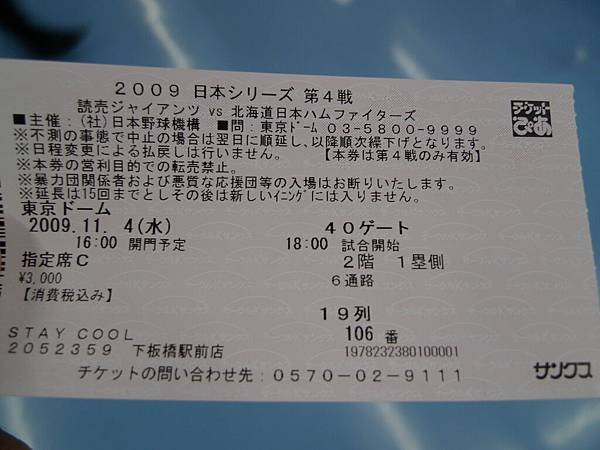 2009 日本シリーズ 第4戦
読売ジャイアンツ vs 北海道日本ハムファイターズ
チケットぴあ
■主催：(社)日本野球機構 ■問：東京ﾄﾞｰﾑ 03-5800-9999
※不測の事態で中止の場合は翌日に順延し、以降順次繰下げとなります。
※日程変更による払戻しは行いません。【本券は第4戦のみ有効】
※本券の営利目的での転売禁止。
※暴力団関係者および悪質な応援団等の入場はお断りいたします。
※延長は15回までとしその後は新しいｲﾆﾝｸﾞには入りません。
東京ドーム
2009.11. 4(水) 40ゲート
16:00 開門予定 18:00 試合開始
指定席C 2階 1塁側
¥3,000 6通路
【消費税込み】
19列
STAY COOL 106 番
2052359 下板橋駅前店 1978232380100001
チケットの問い合わせ先：0570-02-9111 サンクス